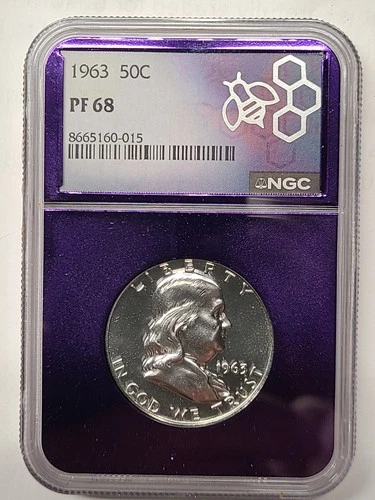 1963 50C
PF 68
8665160-015
NGC
LIBERTY
1963
IN GOD WE TRUST